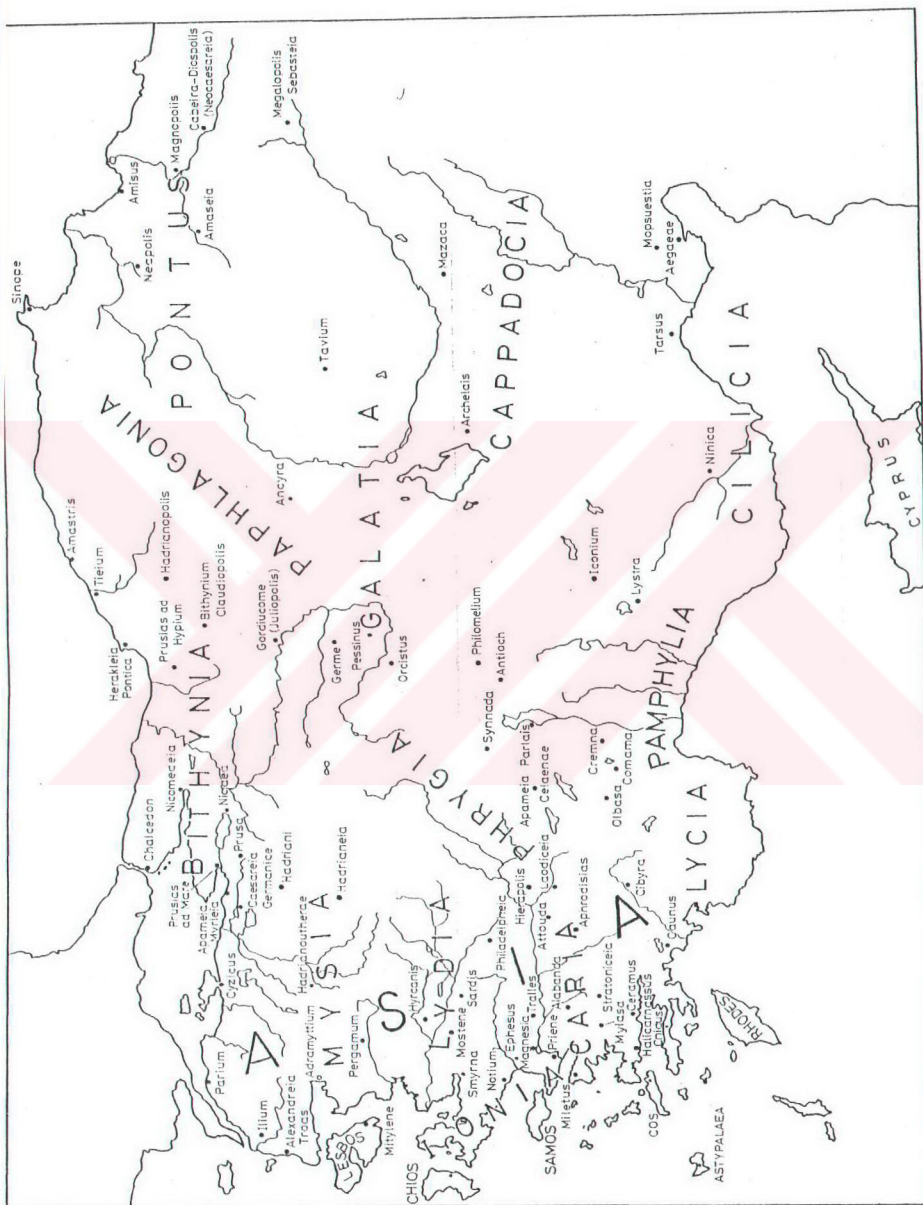 Sinope
Amastris
Tieium
Herakleia
Pontica
Amisus
Chalcedon
Neapolis
Magnopolis
Hadrianopolis
Prusias ad
Hypium
PONTUS
Cabeira-Diospolis
(Neocaesareia)
Amaseia
Bithynium
Claudiopolis
Nicomedeia
BITHYNIA
Prusias
ad Mare
Apameia
Myrleia
Nicaea
Parium
Cyzicus
Prusa
Caesareia
Germanice
Hadriani
PAPHLAGONIA
Gordiucome
(Juliopolis)
Ancyra
Megalopolis
Sebasteia
Tavium
Ilium
Alexandreia
Troas
Hadrianoutherae
Hadrianeia
Adramyttium
MYSIA
Germe
Pessinus
GALATIA
Orcistus
LESBOS
Mitylene
Pergamum
ASIA
PHRYGIA
Mazaca
Archelais
CAPPADOCIA
Hyrcanis
LYDIA
Mostene
Sardis
Philadelpheia
Synnada
Philomelium
Antioch
CHIOS
Smyrna
IONIA
Notium
Ephesus
Magnesia
Tralles
Hierapolis
Laodiceia
Apameia
Celaenae
Parlais
SAMOS
Priene
Alabanda
Attouda
Aphrodisias
Miletus
CARIA
Stratoniceia
Mylasa
Ceramus
Halicarnassus
Cnidus
Cibyra
Cremna
Comama
Olbasa
Iconium
Lystra
COS
Caunus
PAMPHYLIA
LYCIA
Ninica
Tarsus
Mopsuestia
Aegaeae
CILICIA
ASTYPALAEA
RHODES
CYPRUS